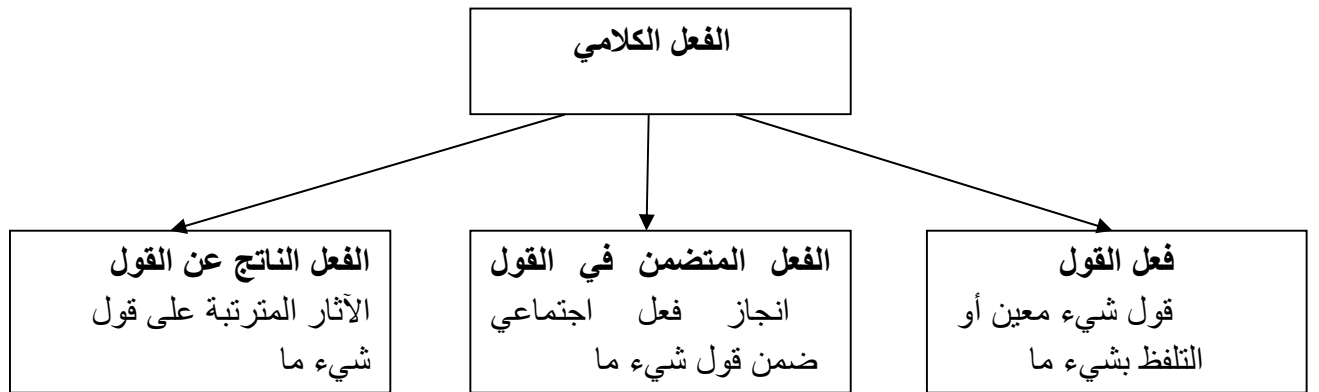 الفعل الكلامي
فعل القول
قول شيء معين أو
التلفظ بشيء ما
الفعل المتضمن في القول
انجاز فعل اجتماعي
ضمن قول شيء ما
الفعل الناتج عن القول
الآثار المترتبة على قول
شيء ما